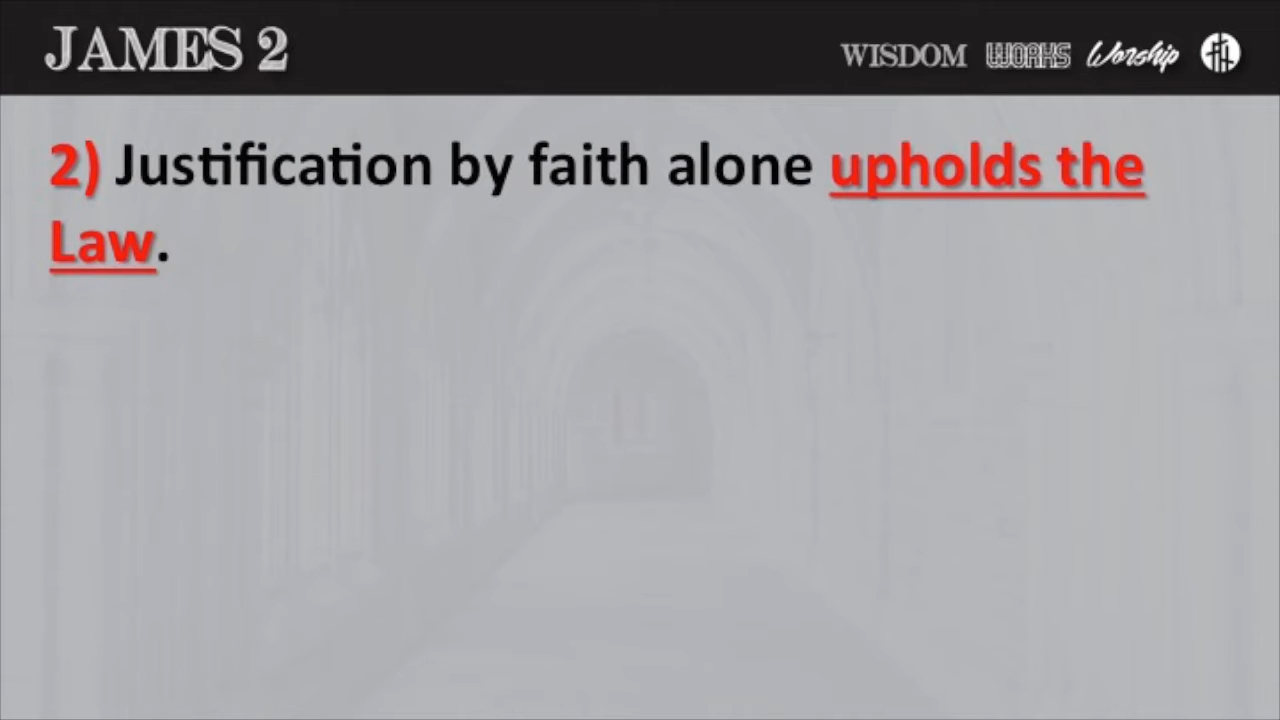 JAMES 2
WISDOM WORKS Worship
2) Justification by faith alone upholds the
Law.